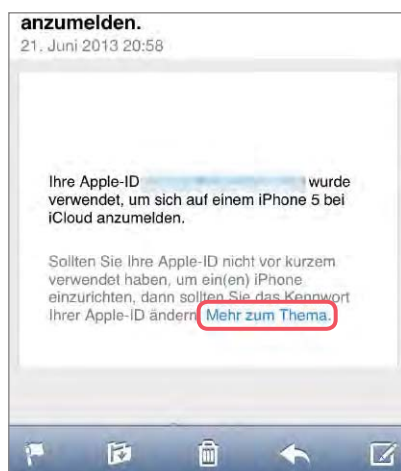 anzumelden.
21. Juni 2013 20:58
Ihre Apple-ID wurde
verwendet, um sich auf einem iPhone 5 bei
iCloud anzumelden.
Sollten Sie Ihre Apple-ID nicht vor kurzem
verwendet haben, um ein(en) iPhone
einzurichten, dann sollten Sie das Kennwort
Ihrer Apple-ID ändern. Mehr zum Thema.